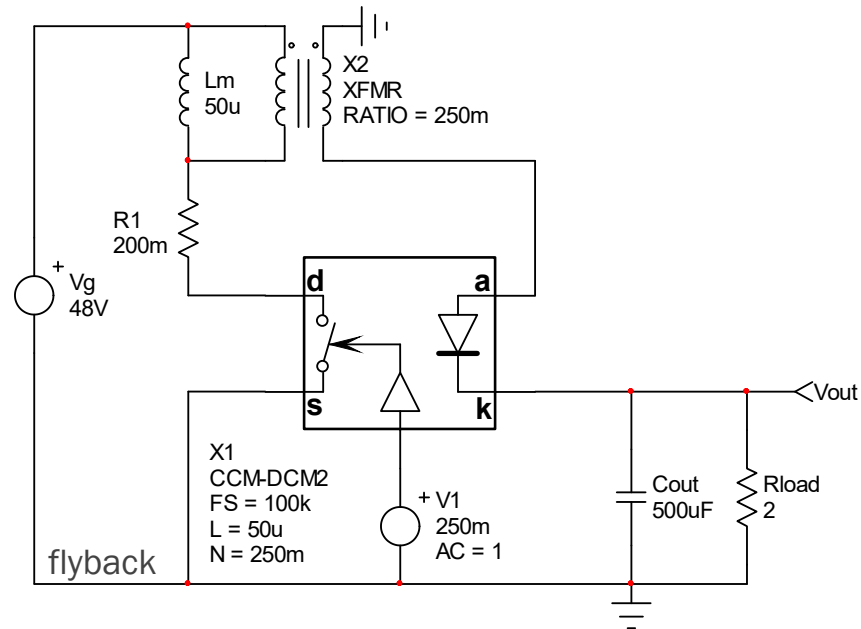 Lm
50u
X2
XFMR
RATIO = 250m
R1
200m
+
Vg
48V
d
a
s
k
Vout
X1
CCM-DCM2
FS = 100k
L = 50u
N = 250m
+ V1
250m
AC = 1
Cout
500uF
Rload
2
flyback